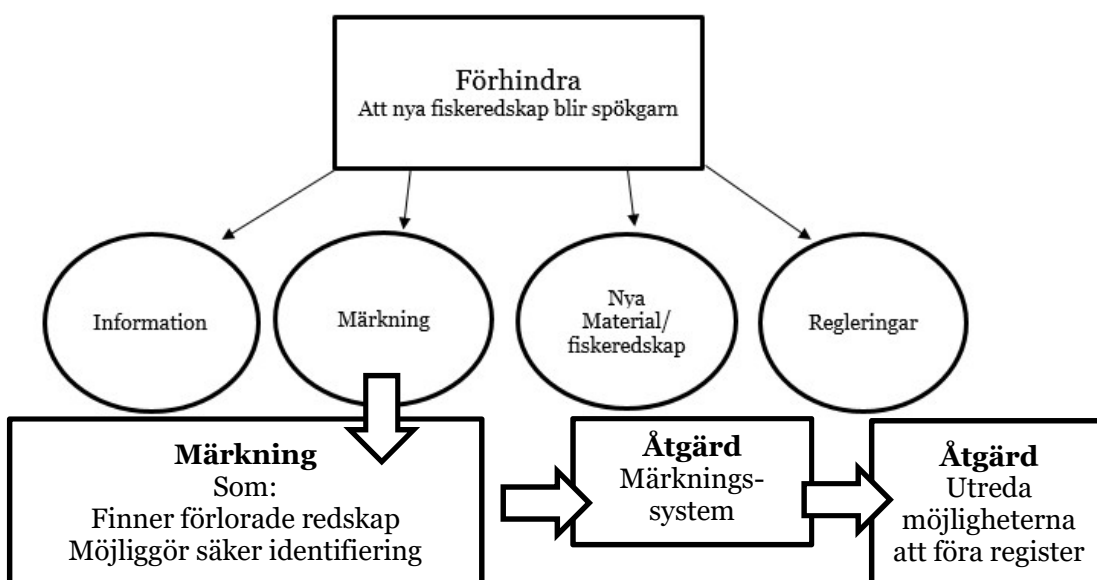 Förhindra
Att nya fiskeredskap blir spökgarn
Information
Märkning
Nya
Material/
fiskeredskap
Regleringar
Märkning
Som:
Finner förlorade redskap
Möjliggör säker identifiering
Åtgärd
Märknings-
system
Åtgärd
Utreda
möjligheterna
att föra register